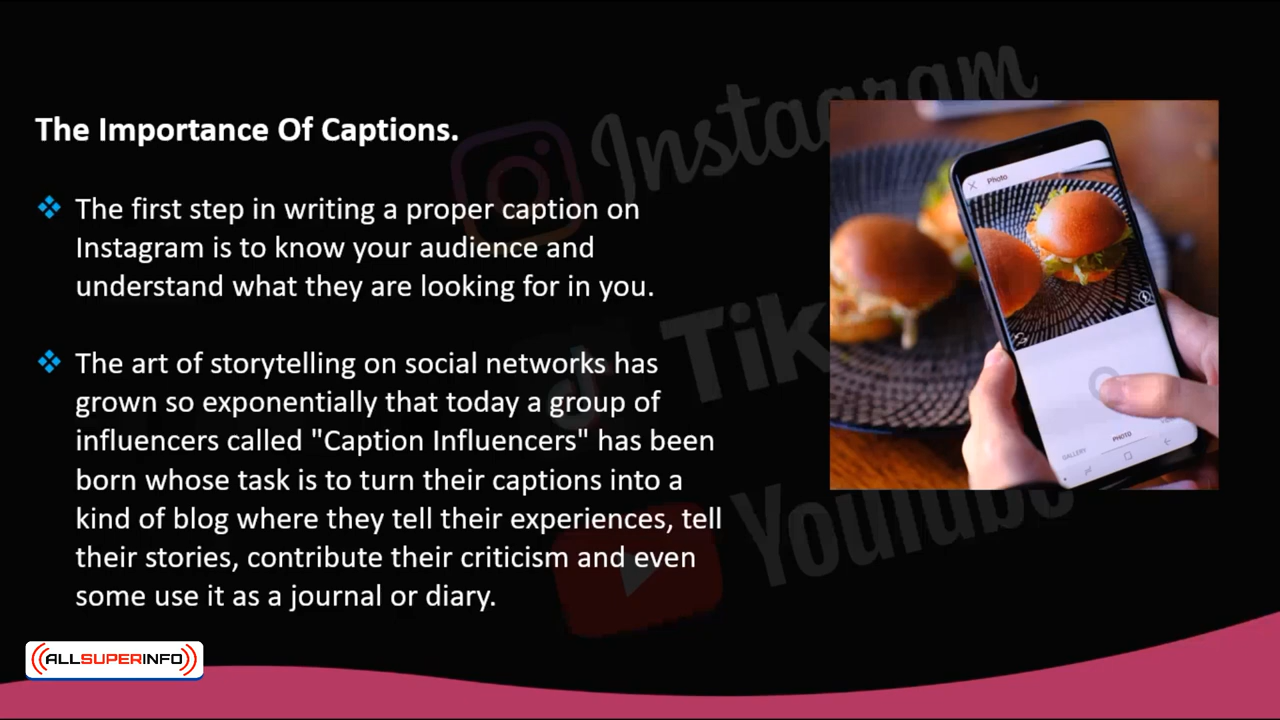 The Importance Of Captions.
The first step in writing a proper caption on
Instagram is to know your audience and
understand what they are looking for in you.
The art of storytelling on social networks has
grown so exponentially that today a group of
influencers called "Caption Influencers" has been
born whose task is to turn their captions into a
kind of blog where they tell their experiences, tell
their stories, contribute their criticism and even
some use it as a journal or diary.
Instagram
Tik
YouTube
Photo
GALLERY
PHOTO
ALLSUPERINFO